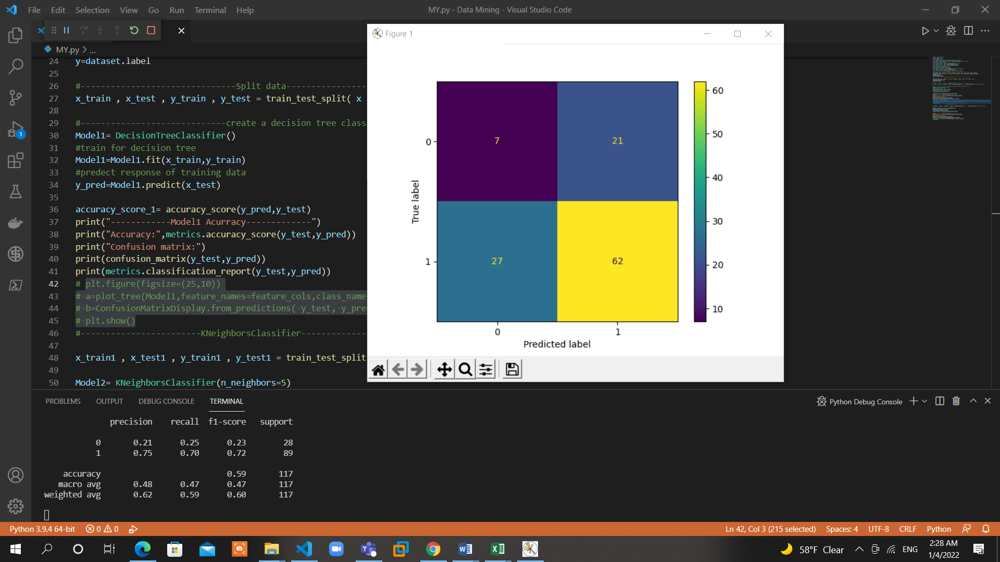 File Edit Selection View Go Run Terminal Help
MY.py - Data Mining - Visual Studio Code
MY.py > ...
24 y=dataset.label
25
26 #-------------------------------Split data----------------
27 x_train , x_test , y_train , y_test = train_test_split( x
28
29 #-----------------------------create a decision tree class
30 Model1= DecisionTreeClassifier()
31 #train for decision tree
32 Model1=Model1.fit(x_train,y_train)
33 #predect response of training data
34 y_pred=Model1.predict(x_test)
35
36 accuracy_score_1= accuracy_score(y_pred,y_test)
37 print("------------Model1 Acurracy-------------")
38 print("Accuracy:",metrics.accuracy_score(y_test,y_pred))
39 print("Confusion matrix:")
40 print(confusion_matrix(y_test,y_pred))
41 print(metrics.classification_report(y_test,y_pred))
42 # plt.figure(figsize=(25,10))
43 # a=plot_tree(Model1,feature_names=feature_cols,class_name
44 # b=ConfusionMatrixDisplay.from_predictions( y_test, y_pred
45 # plt.show()
46 #------------------------KNeighborsClassifier-------------
47
48 x_train1 , x_test1 , y_train1 , y_test1 = train_test_split
49
50 Model2= KNeighborsClassifier(n_neighbors=5)
Figure 1
True label
0
1
7 21
27 62
0 1
Predicted label
60
50
40
30
20
10
1
PROBLEMS OUTPUT DEBUG CONSOLE TERMINAL
Python Debug Console
precision recall f1-score support
0 0.21 0.25 0.23 28
1 0.75 0.70 0.72 89
accuracy 0.59 117
macro avg 0.48 0.47 0.47 117
weighted avg 0.62 0.59 0.60 117
Python 3.9.4 64-bit 0 0
Ln 42, Col 3 (215 selected) Spaces: 4 UTF-8 CRLF Python
58°F Clear ENG
2:28 AM
1/4/2022